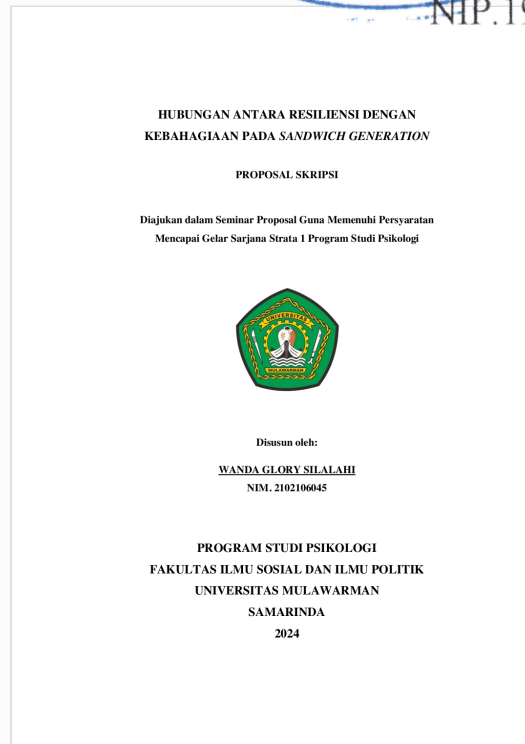 NIP.19
HUBUNGAN ANTARA RESILIENSI DENGAN
KEBAHAGIAAN PADA SANDWICH GENERATION
PROPOSAL SKRIPSI
Diajukan dalam Seminar Proposal Guna Memenuhi Persyaratan
Mencapai Gelar Sarjana Strata 1 Program Studi Psikologi
UNIVERSITAS
MULAWARMAN
Disusun oleh:
WANDA GLORY SILALAHI
NIM. 2102106045
PROGRAM STUDI PSIKOLOGI
FAKULTAS ILMU SOSIAL DAN ILMU POLITIK
UNIVERSITAS MULAWARMAN
SAMARINDA
2024